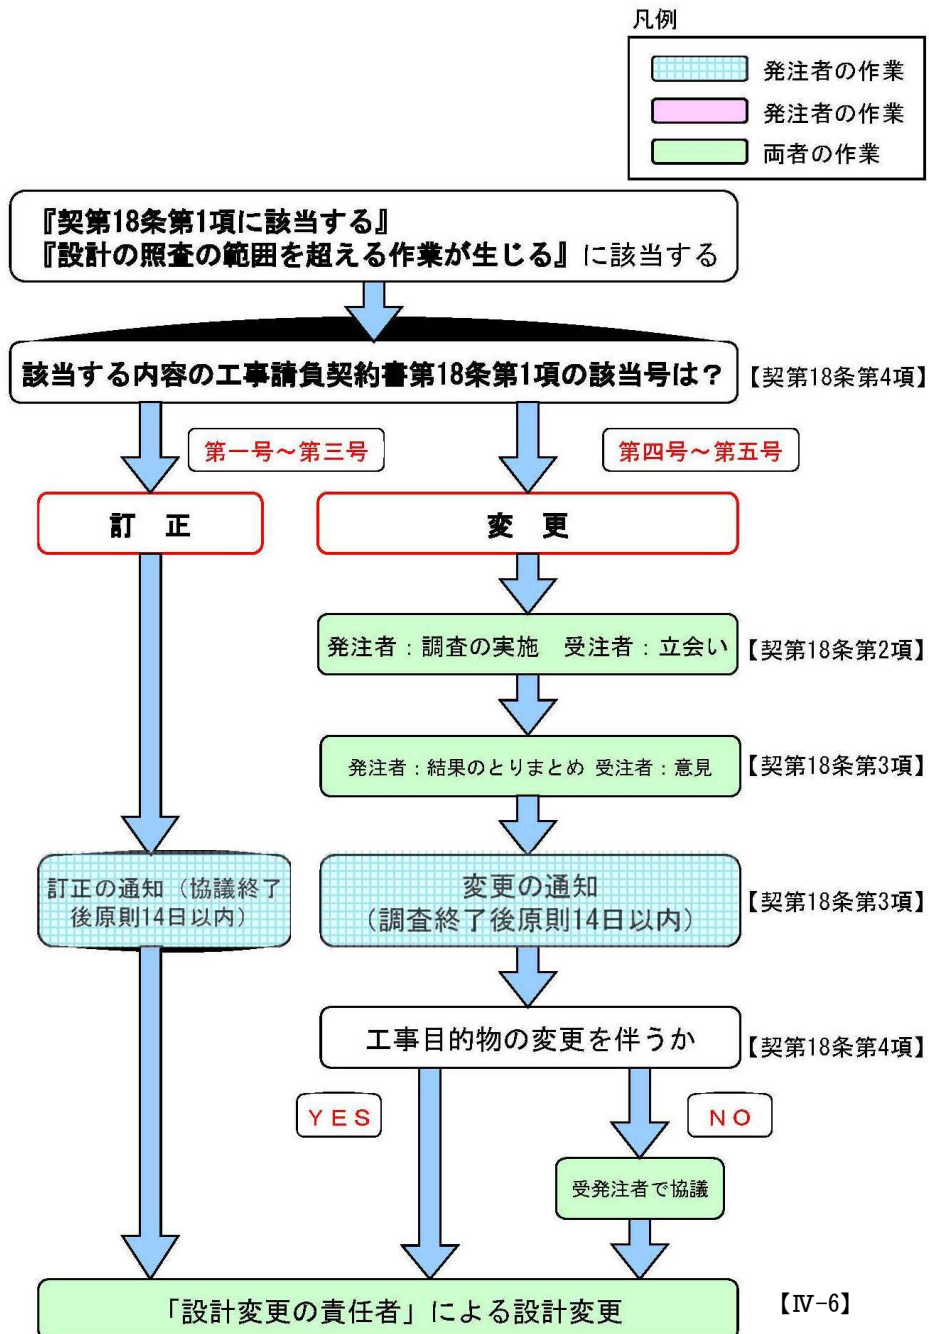 凡例
発注者の作業
発注者の作業
両者の作業
『契第18条第1項に該当する』
『設計の照査の範囲を超える作業が生じる』に該当する
該当する内容の工事請負契約書第18条第1項の該当号は？
【契第18条第4項】
第一号～第三号
第四号～第五号
訂 正
変 更
発注者：調査の実施 受注者：立会い
【契第18条第2項】
発注者：結果のとりまとめ 受注者：意見
【契第18条第3項】
訂正の通知（協議終了
後原則14日以内）
変更の通知
（調査終了後原則14日以内）
【契第18条第3項】
工事目的物の変更を伴うか
【契第18条第4項】
ＹＥＳ
ＮＯ
受発注者で協議
「設計変更の責任者」による設計変更
【Ⅳ-6】